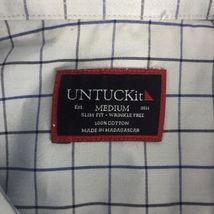 UNTUCKit
Est MEDIUM 2011
SLIM FIT • WRINKLE FREE
100% COTTON
MADE IN MADAGASCAR